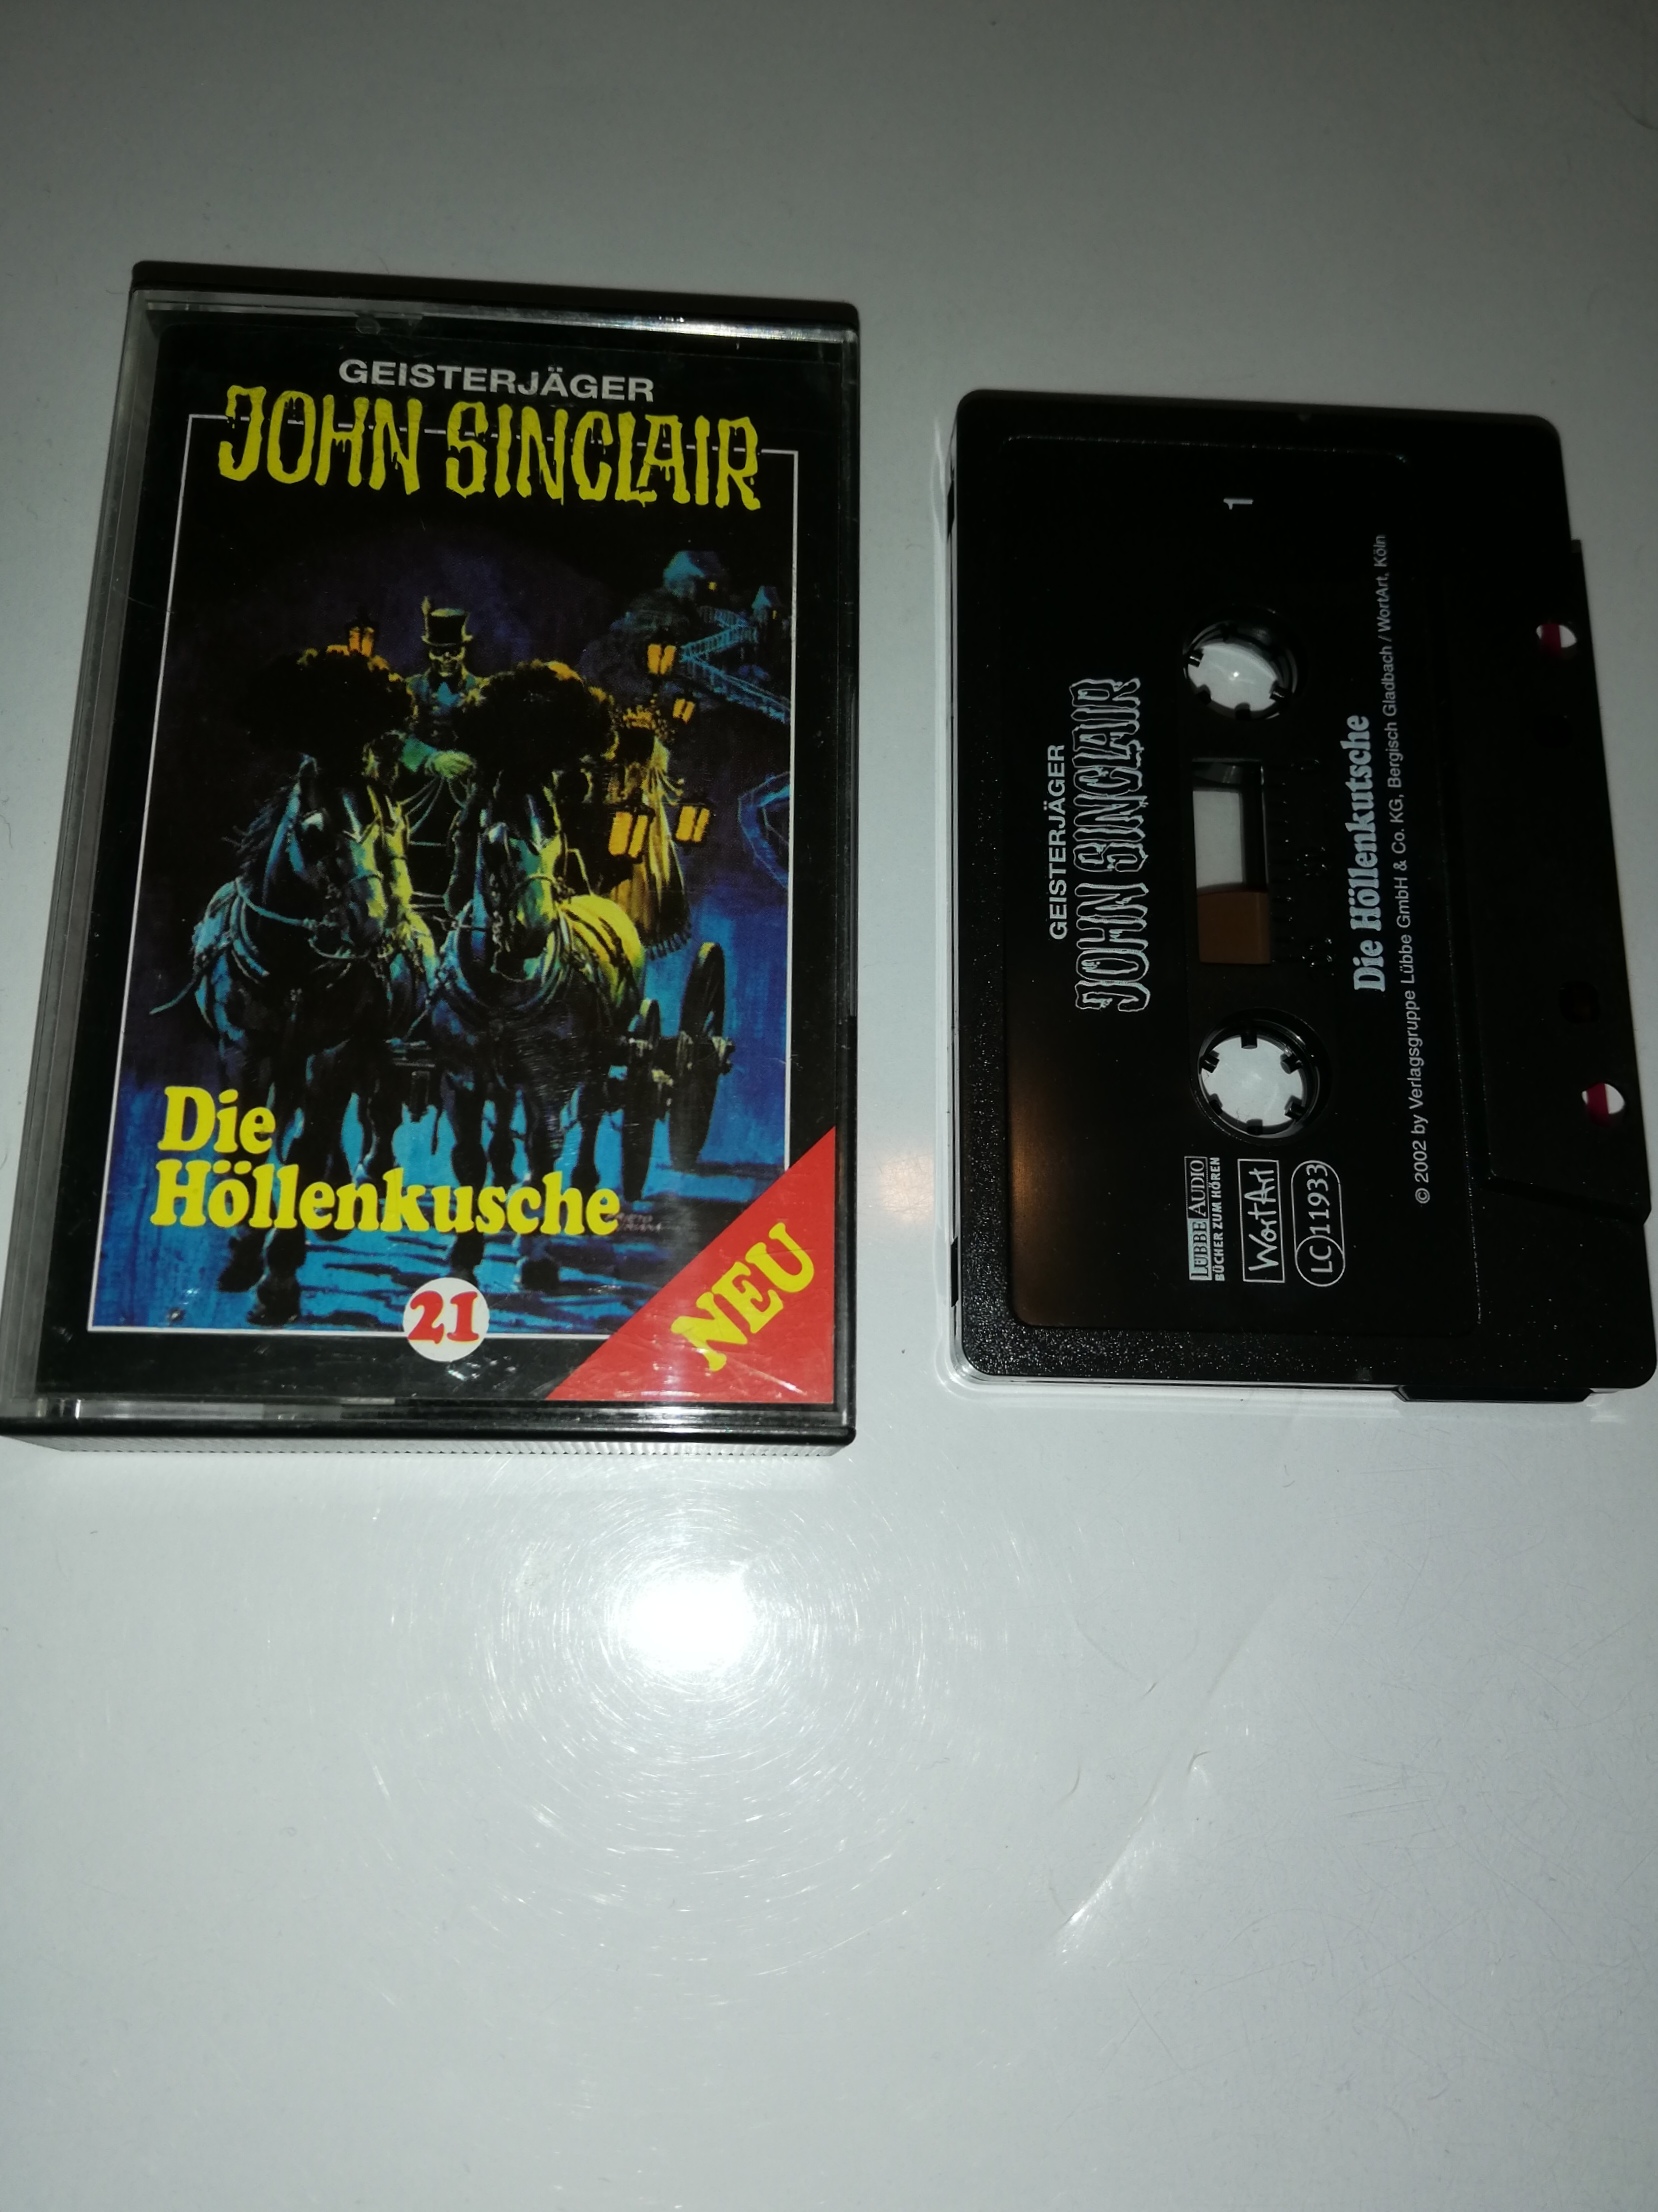 GEISTERJÄGER
JOHN SINCLAIR
Die
Höllenkusche
21
NEU
GEISTERJÄGER
JOHN SINCLAIR
1
LÜBBE AUDIO
BÜCHER ZUM HÖREN
WortArt
LC 11933
Die Höllenkutsche
© 2002 by Verlagsgruppe Lübbe GmbH & Co. KG, Bergisch Gladbach / WortArt, Köln